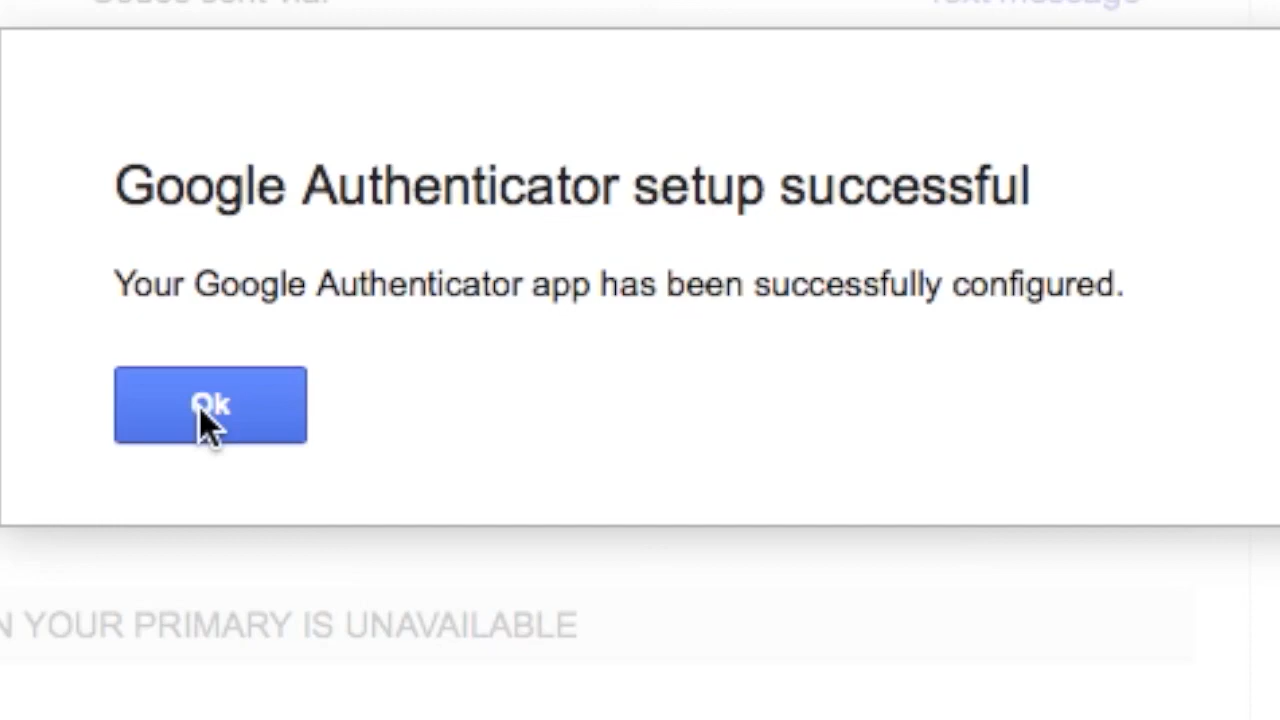 Google Authenticator setup successful
Your Google Authenticator app has been successfully configured.
Ok
YOUR PRIMARY IS UNAVAILABLE